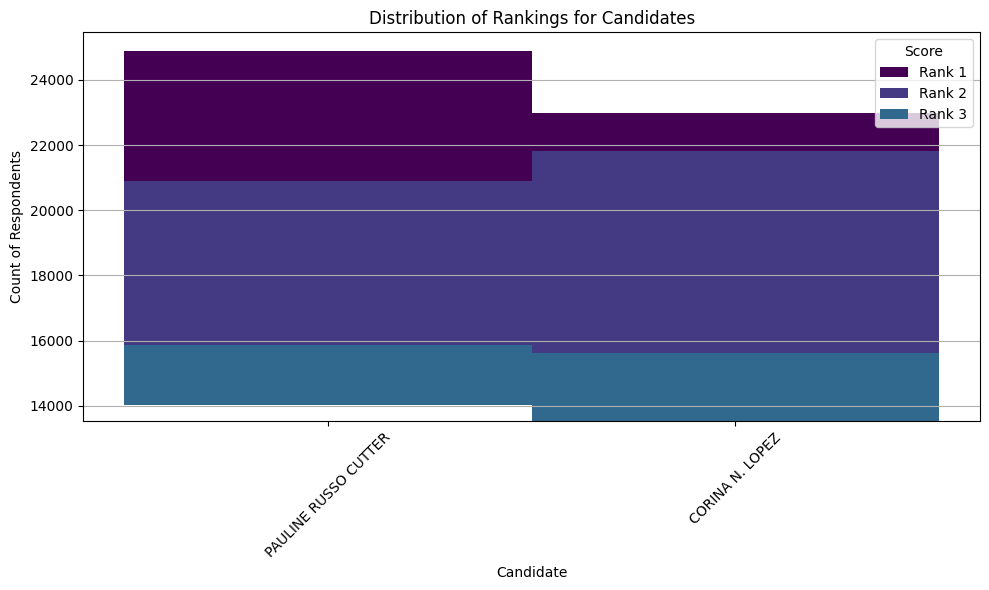 Distribution of Rankings for Candidates
Score
Rank 1
Rank 2
Rank 3
Count of Respondents
24000
22000
20000
18000
16000
14000
PAULINE RUSSO CUTTER
CORINA N. LOPEZ
Candidate